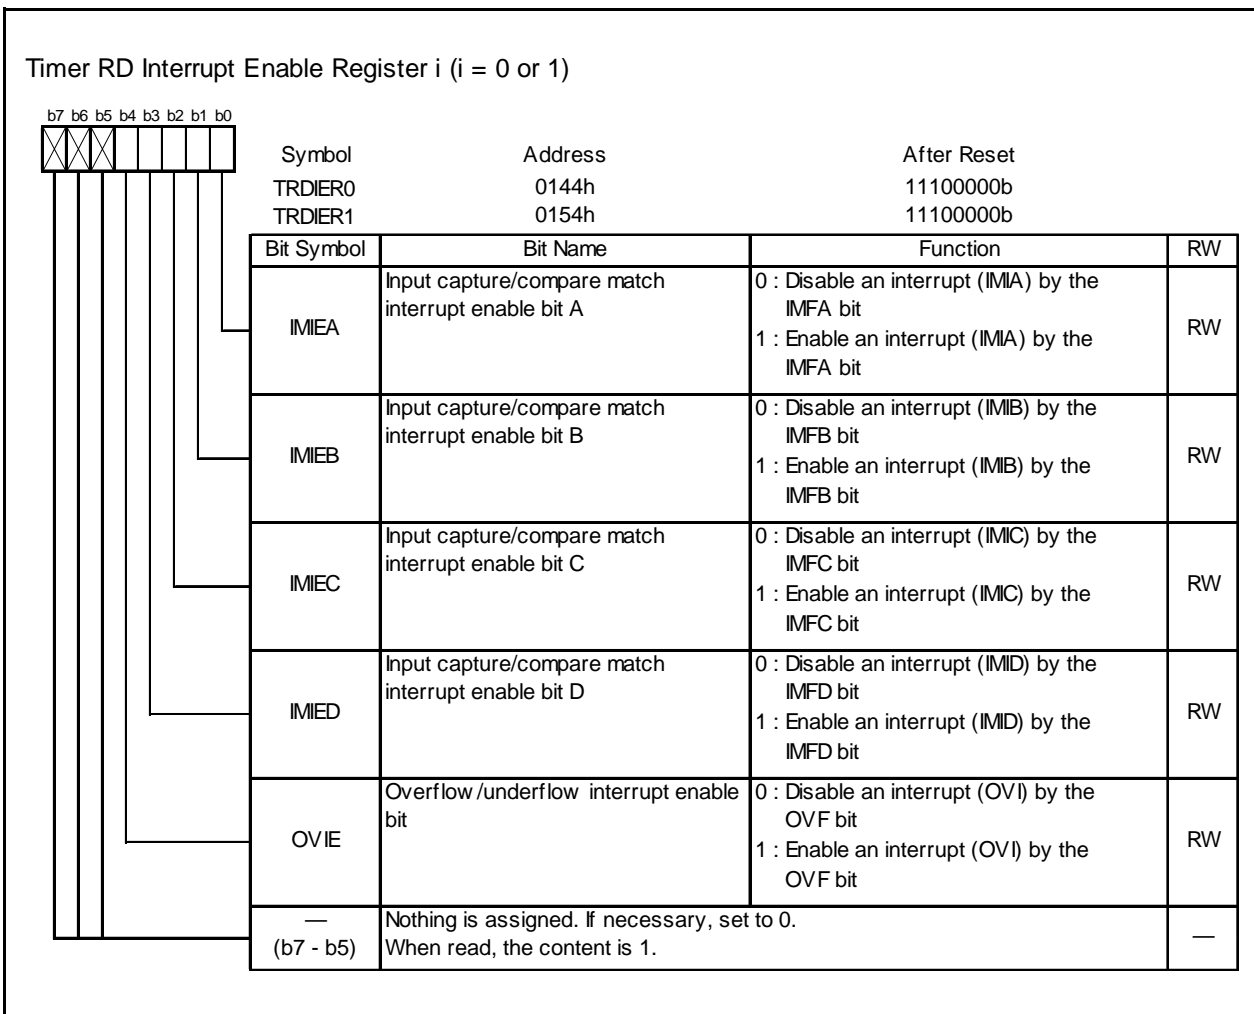 Timer RD Interrupt Enable Register i (i = 0 or 1)
b7 b6 b5 b4 b3 b2 b1 b0
Symbol Address After Reset
TRDIER0 0144h 11100000b
TRDIER1 0154h 11100000b
Bit Symbol Bit Name Function RW
IMIEA
Input capture/compare match
interrupt enable bit A
0 : Disable an interrupt (IMIA) by the
IMFA bit
1 : Enable an interrupt (IMIA) by the
IMFA bit
RW
IMIEB
Input capture/compare match
interrupt enable bit B
0 : Disable an interrupt (IMIB) by the
IMFB bit
1 : Enable an interrupt (IMIB) by the
IMFB bit
RW
IMIEC
Input capture/compare match
interrupt enable bit C
0 : Disable an interrupt (IMIC) by the
IMFC bit
1 : Enable an interrupt (IMIC) by the
IMFC bit
RW
IMIED
Input capture/compare match
interrupt enable bit D
0 : Disable an interrupt (IMID) by the
IMFD bit
1 : Enable an interrupt (IMID) by the
IMFD bit
RW
OVIE
Overflow/underflow interrupt enable
bit
0 : Disable an interrupt (OVI) by the
OVF bit
1 : Enable an interrupt (OVI) by the
OVF bit
RW
—
(b7 - b5)
Nothing is assigned. If necessary, set to 0.
When read, the content is 1.
—